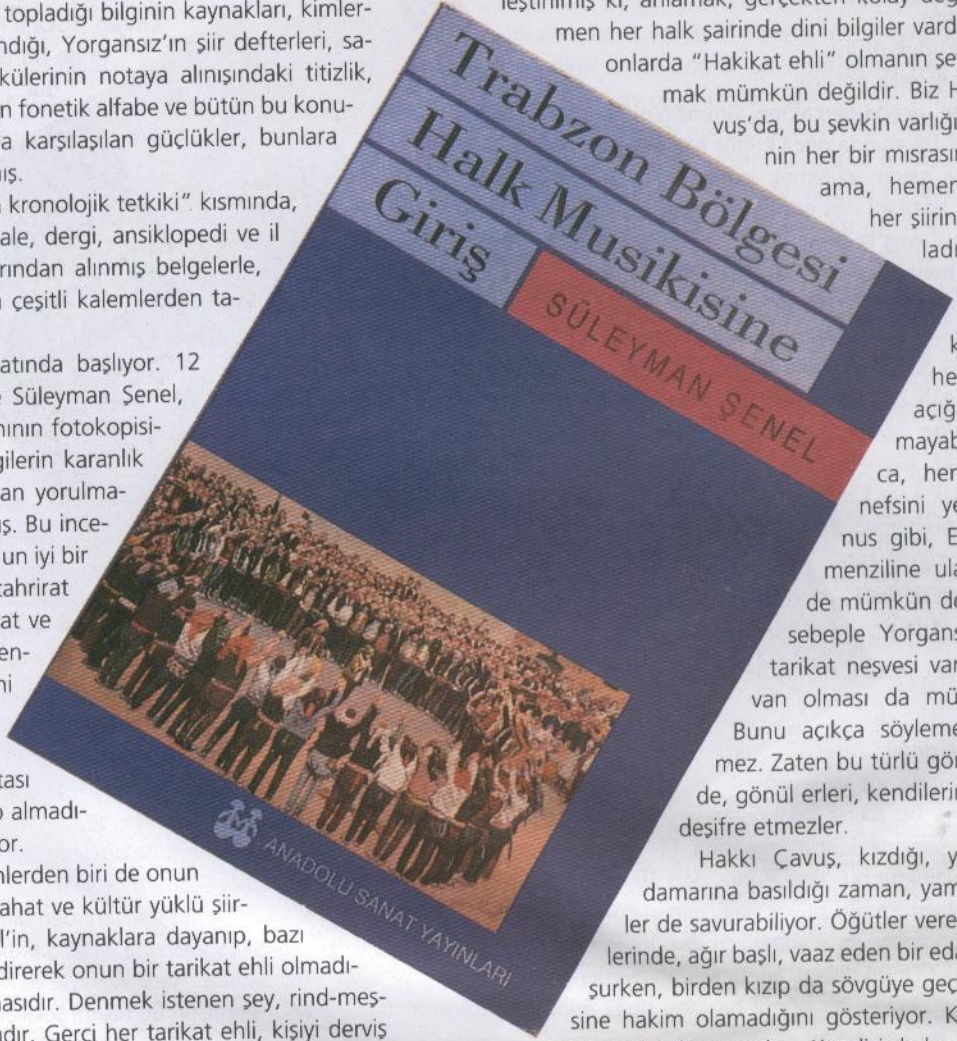 topladığı bilginin kaynakları, kimler-
ndığı, Yorgansız'ın şiir defterleri, sa-
külerinin notaya alınışındaki titizlik,
n fonetik alfabe ve bütün bu konu-
a karşılaşılan güçlükler, bunlara
ış.
kronolojik tetkiki" kısmında,
ale, dergi, ansiklopedi ve il
rından alınmış belgelerle,
çeşitli kalemlerden ta-
atında başlıyor. 12
Süleyman Şenel,
nının fotokopisi-
gilerin karanlık
an yorulma-
ış. Bu ince-
un iyi bir
tahrirat
at ve
en-
ni
tası
almadı-
or.
nlerden biri de onun
ahat ve kültür yüklü şiir-
l'in, kaynaklara dayanıp, bazı
direrek onun bir tarikat ehli olmadı-
nasıdır. Denmek istenen şey, rind-meş-
dır. Gerçi her tarikat ehli, kişiyi derviş
Trabzon Bölgesi
Halk Musikisine
Giriş
SÜLEYMAN ŞENEL
ANADOLU SANAT YAYINLARI
leştirilmiş ki, anlamak, gerçekten kolay değ
men her halk şairinde dini bilgiler vard
onlarda "Hakikat ehli" olmanın şe
mak mümkün değildir. Biz H
vuş'da, bu şevkin varlığı
nin her bir mısrası
ama, hemen
her şiirin
ladı
k
he
açığ
mayab
ca, her
nefsini ye
nus gibi, E
menziline ula
de mümkün de
sebeple Yorgans
tarikat neşvesi var
van olması da mü
Bunu açıkça söyleme
mez. Zaten bu türlü gör
de, gönül erleri, kendilerin
deşifre etmezler.
Hakkı Çavuş, kızdığı, y
damarına basıldığı zaman, yam
ler de savurabiliyor. Öğütler vere
lerinde, ağır başlı, vaaz eden bir eda
şurken, birden kızıp da sövgüye geç
sine hakim olamadığını gösteriyor. K